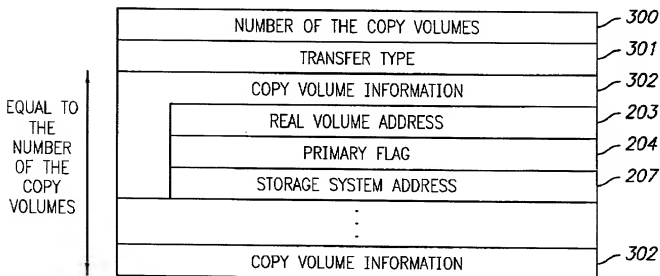 NUMBER OF THE COPY VOLUMES 300
TRANSFER TYPE 301
COPY VOLUME INFORMATION 302
REAL VOLUME ADDRESS 203
PRIMARY FLAG 204
STORAGE SYSTEM ADDRESS 207
COPY VOLUME INFORMATION 302
EQUAL TO
THE
NUMBER
OF THE
COPY
VOLUMES